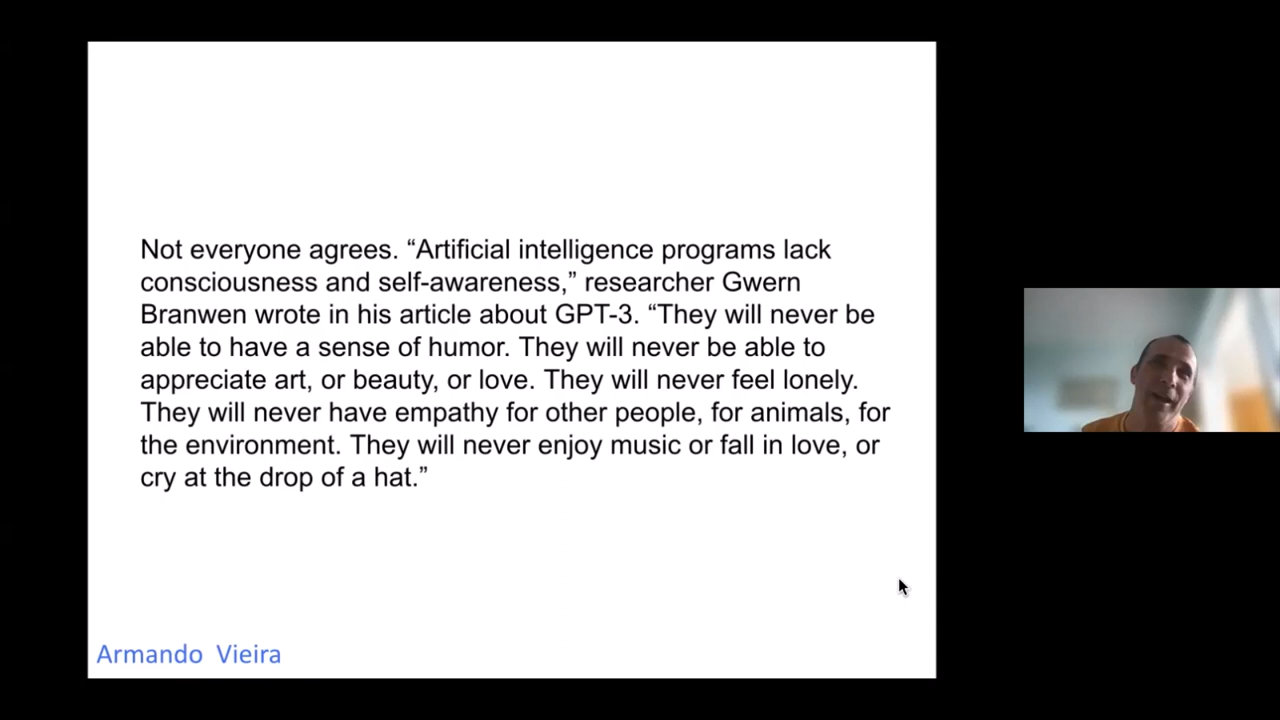 Not everyone agrees. “Artificial intelligence programs lack
consciousness and self-awareness,” researcher Gwern
Branwen wrote in his article about GPT-3. “They will never be
able to have a sense of humor. They will never be able to
appreciate art, or beauty, or love. They will never feel lonely.
They will never have empathy for other people, for animals, for
the environment. They will never enjoy music or fall in love, or
cry at the drop of a hat.”
Armando Vieira